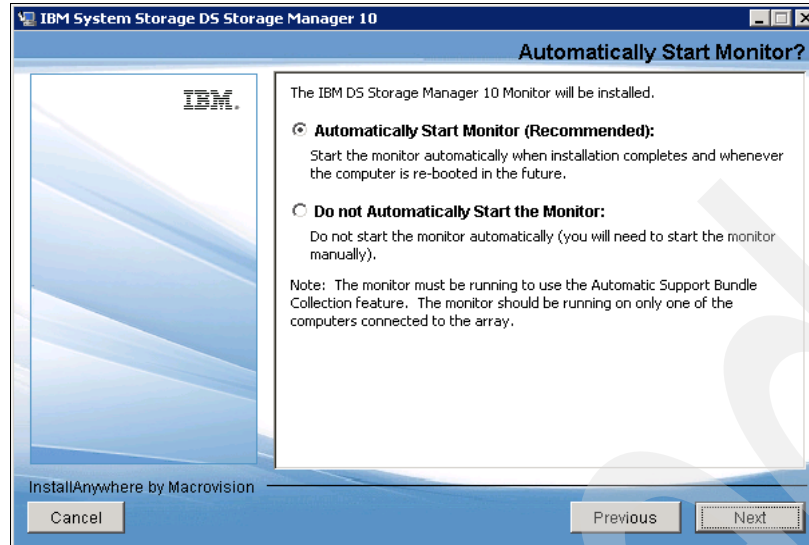 IBM System Storage DS Storage Manager 10
Automatically Start Monitor?
IBM.
The IBM DS Storage Manager 10 Monitor will be installed.
Automatically Start Monitor (Recommended):
Start the monitor automatically when installation completes and whenever
the computer is re-booted in the future.
Do not Automatically Start the Monitor:
Do not start the monitor automatically (you will need to start the monitor
manually).
Note: The monitor must be running to use the Automatic Support Bundle
Collection feature. The monitor should be running on only one of the
computers connected to the array.
InstallAnywhere by Macrovision
Cancel
Previous
Next